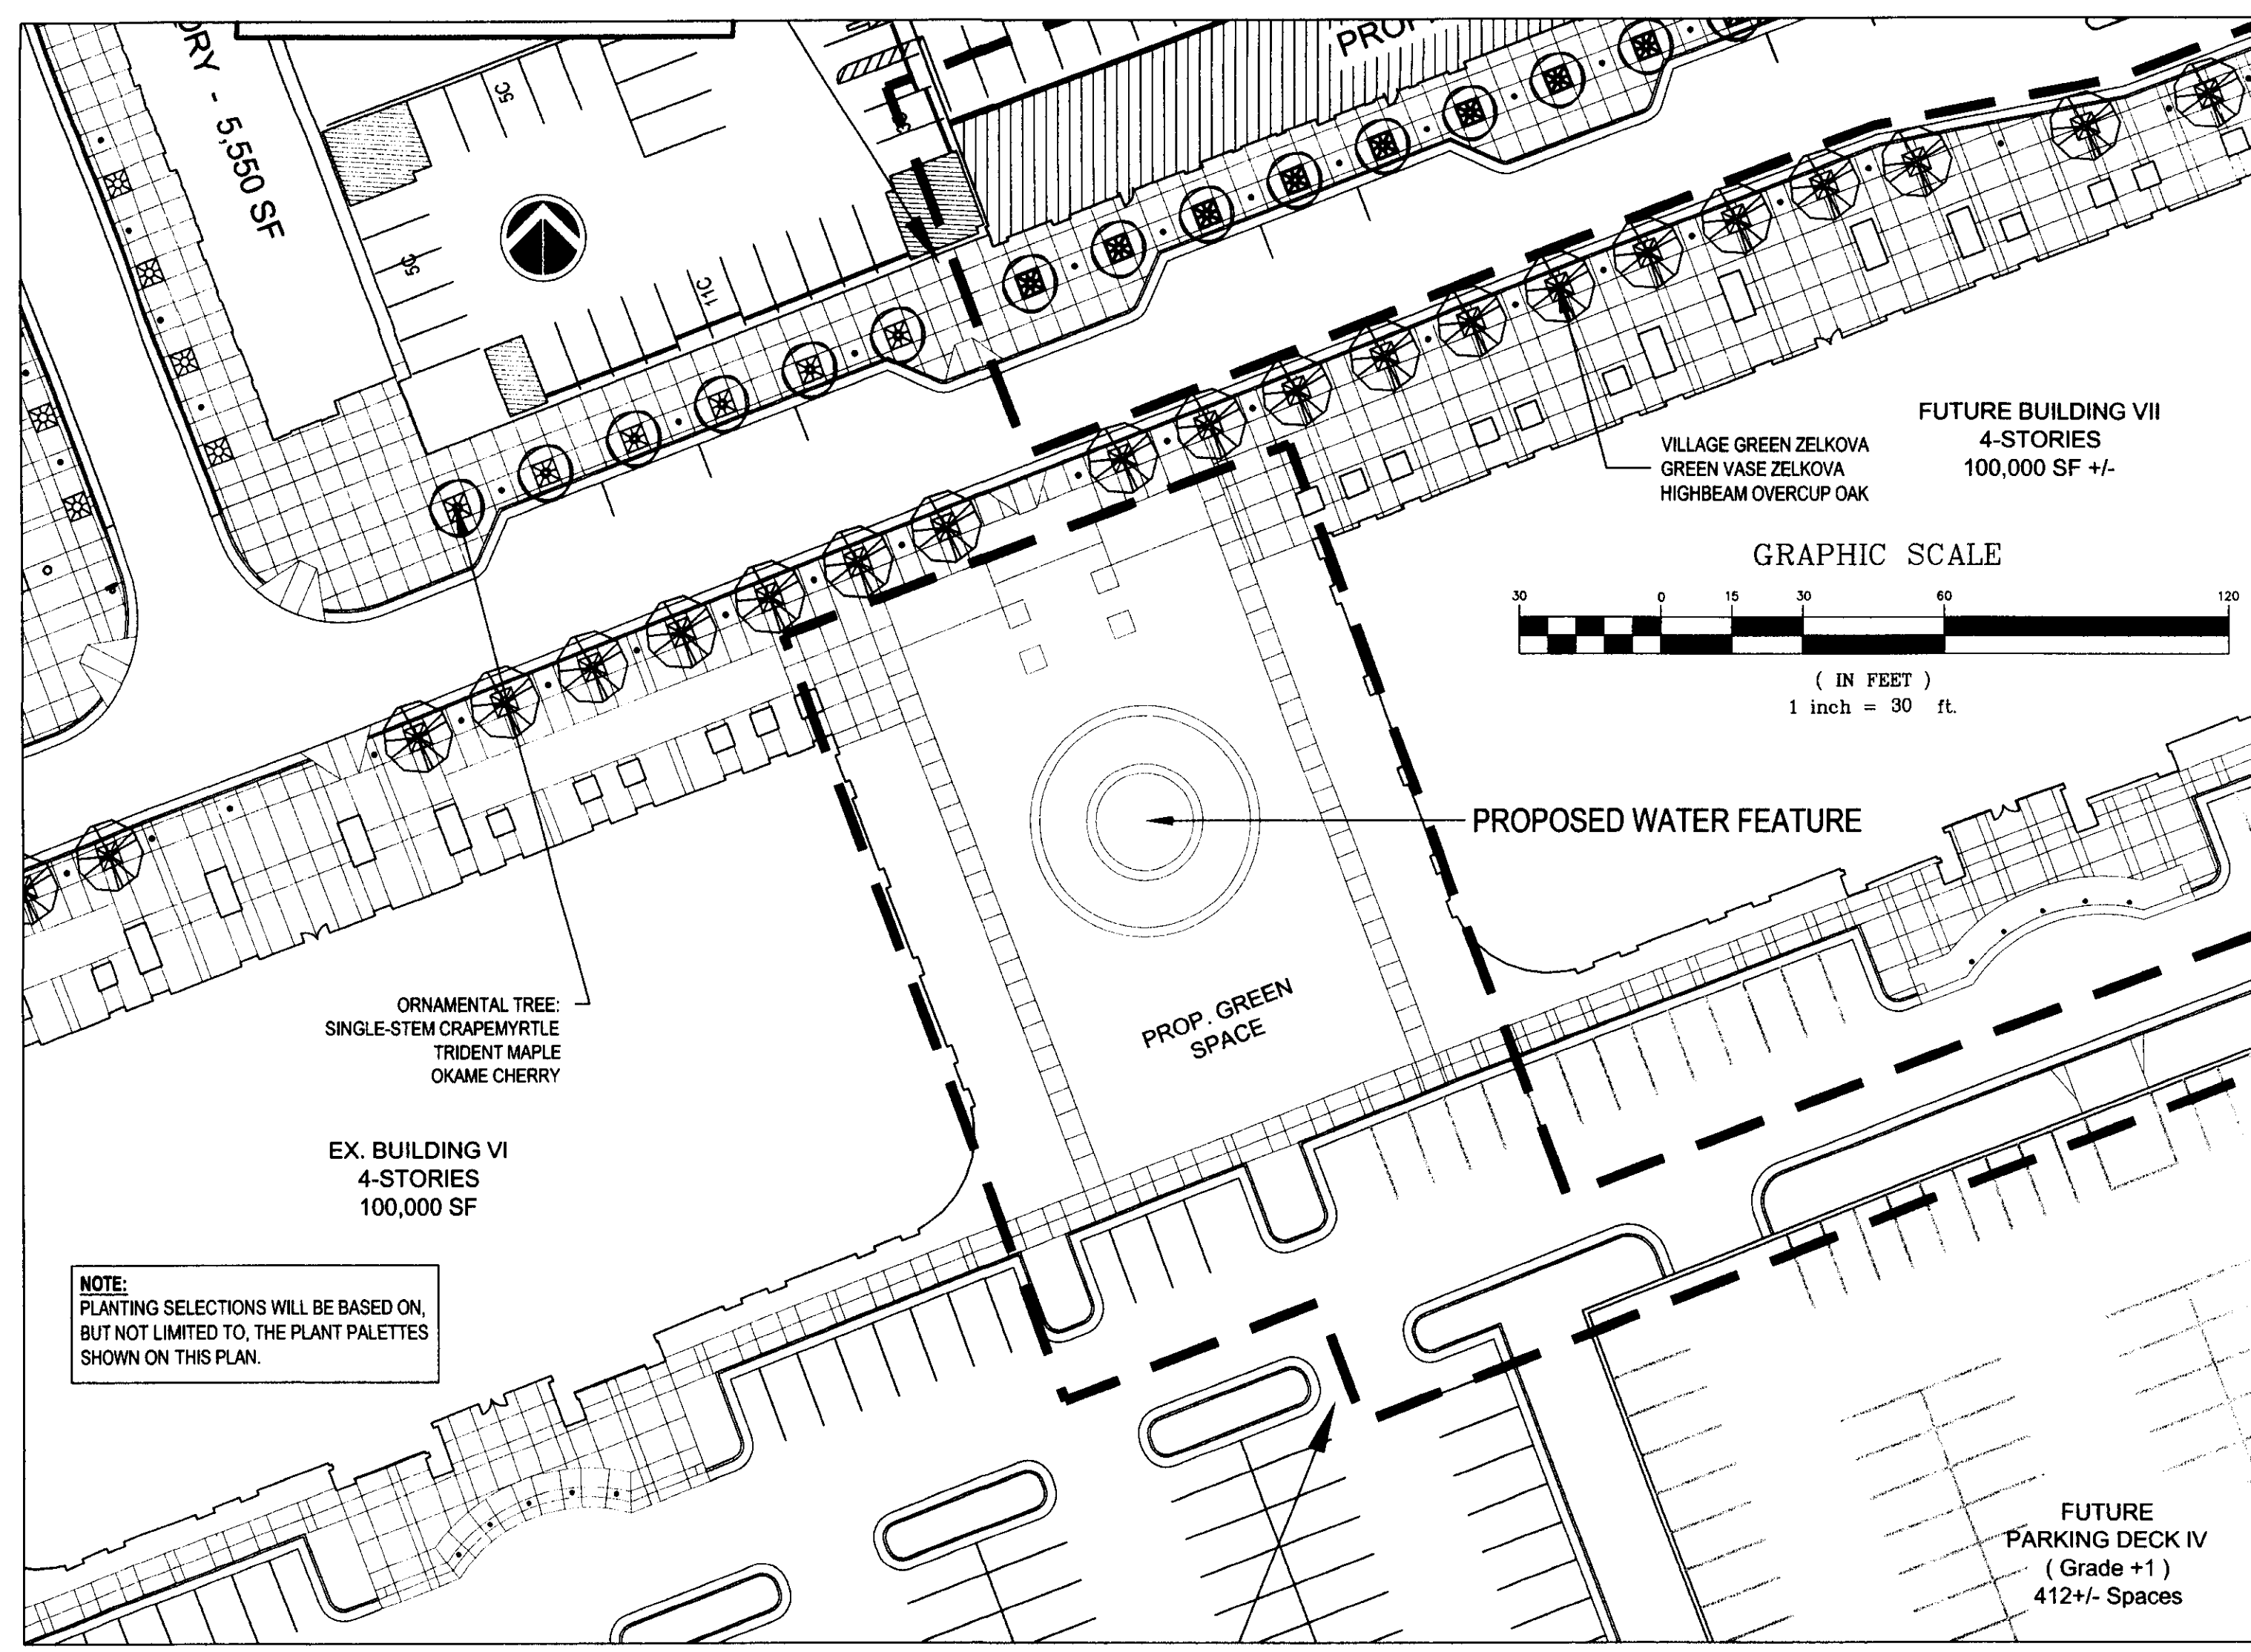 ORY - 5,550 SF
5C
5C
11C
VILLAGE GREEN ZELKOVA
GREEN VASE ZELKOVA
HIGHBEAM OVERCUP OAK
FUTURE BUILDING VII
4-STORIES
100,000 SF +/-
GRAPHIC SCALE
30 0 15 30 60 120
( IN FEET )
1 inch = 30 ft.
PROPOSED WATER FEATURE
PROP. GREEN
SPACE
ORNAMENTAL TREE:
SINGLE-STEM CRAPEMYRTLE
TRIDENT MAPLE
OKAME CHERRY
EX. BUILDING VI
4-STORIES
100,000 SF
NOTE:
PLANTING SELECTIONS WILL BE BASED ON,
BUT NOT LIMITED TO, THE PLANT PALETTES
SHOWN ON THIS PLAN.
FUTURE
PARKING DECK IV
( Grade +1 )
412+/- Spaces